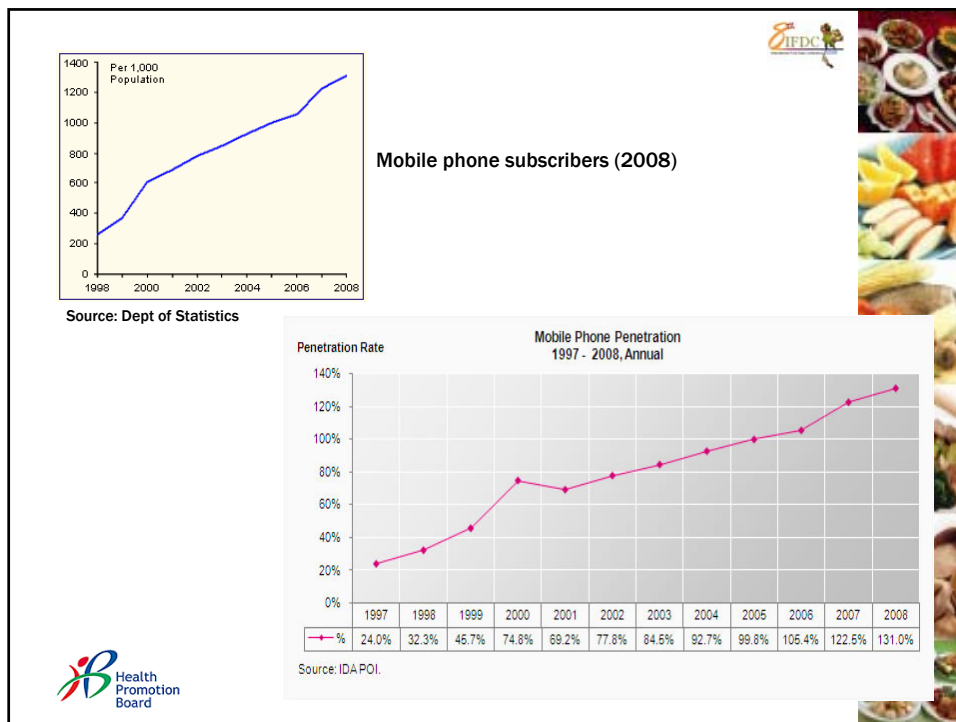 8th IFDC
1400
1200
1000
800
600
400
200
0
Per 1,000
Population
1998 2000 2002 2004 2006 2008
Source: Dept of Statistics
Mobile phone subscribers (2008)
Mobile Phone Penetration
1997 - 2008, Annual
Penetration Rate
140%
120%
100%
80%
60%
40%
20%
0%
1997 1998 1999 2000 2001 2002 2003 2004 2005 2006 2007 2008
% 24.0% 32.3% 45.7% 74.8% 69.2% 77.8% 84.5% 92.7% 99.8% 105.4% 122.5% 131.0%
Source: IDA POI.
Health
Promotion
Board